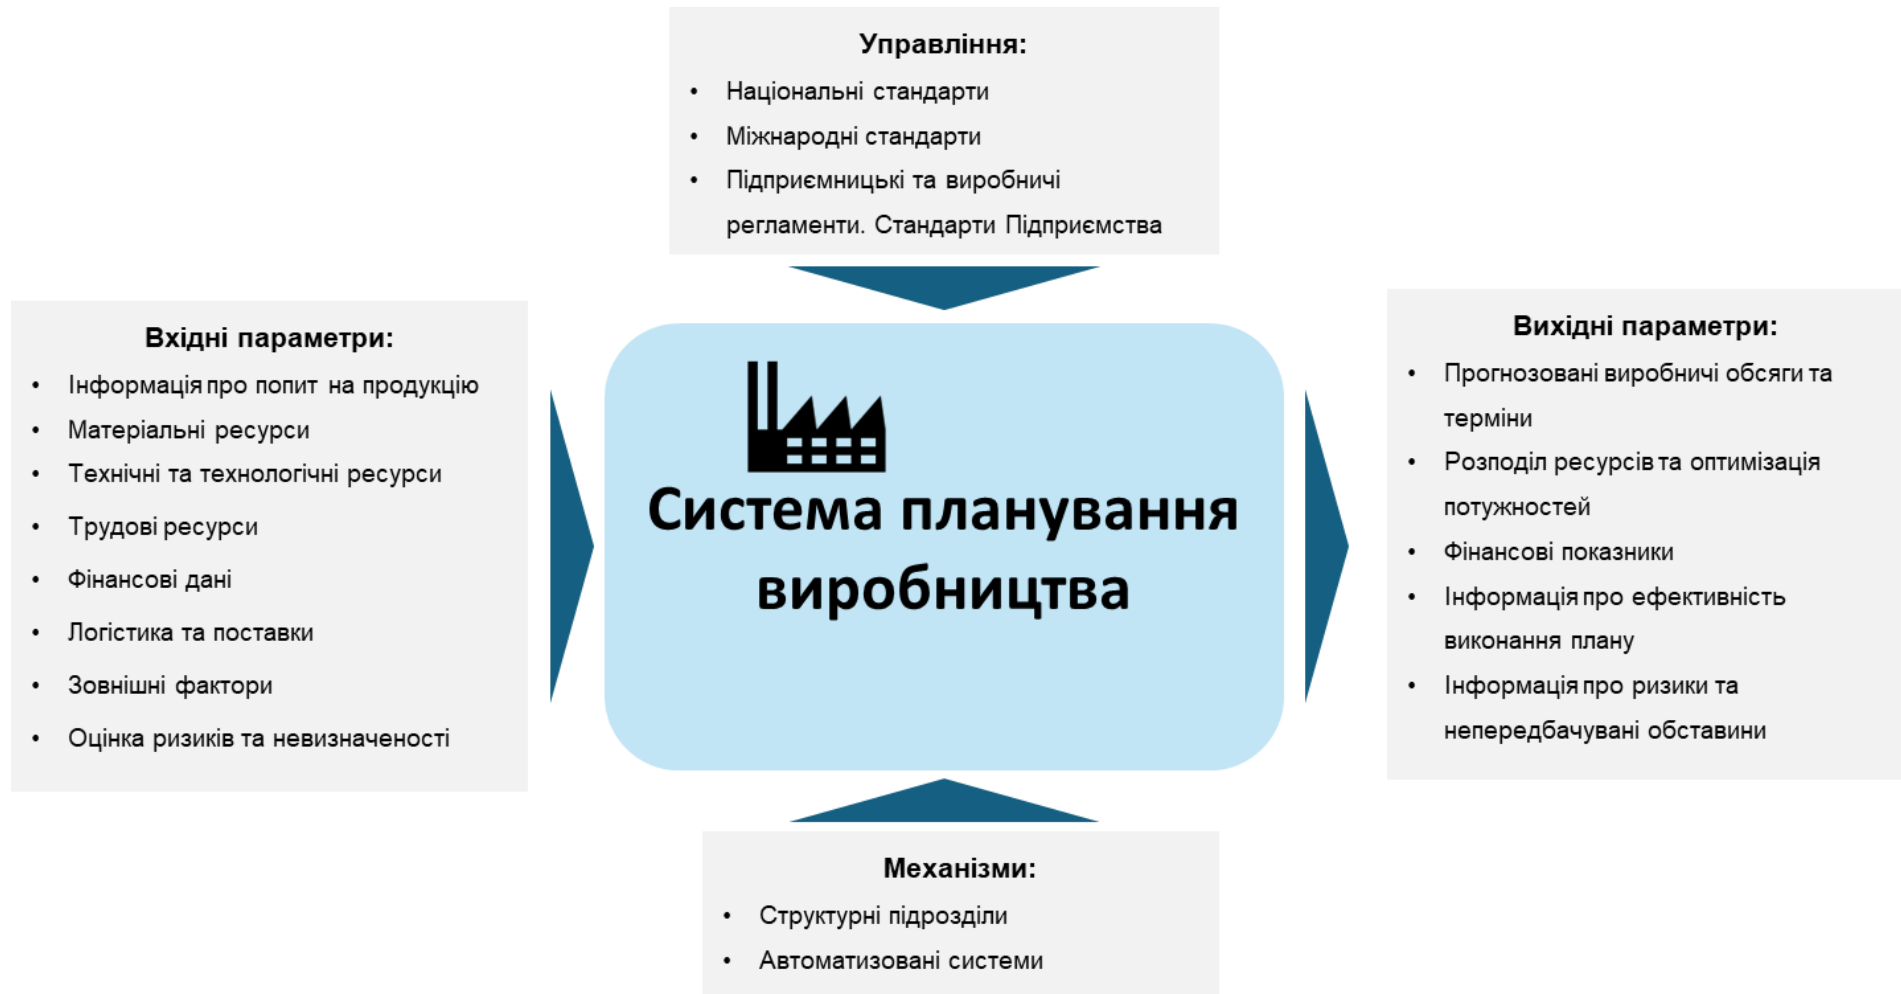 Управління:
• Національні стандарти
• Міжнародні стандарти
• Підприємницькі та виробничі
регламенти. Стандарти Підприємства
Вхідні параметри:
• Інформація про попит на продукцію
• Матеріальні ресурси
• Технічні та технологічні ресурси
• Трудові ресурси
• Фінансові дані
• Логістика та поставки
• Зовнішні фактори
• Оцінка ризиків та невизначеності
Система планування
виробництва
Вихідні параметри:
• Прогнозовані виробничі обсяги та
терміни
• Розподіл ресурсів та оптимізація
потужностей
• Фінансові показники
• Інформація про ефективність
виконання плану
• Інформація про ризики та
непередбачувані обставини
Механізми:
• Структурні підрозділи
• Автоматизовані системи